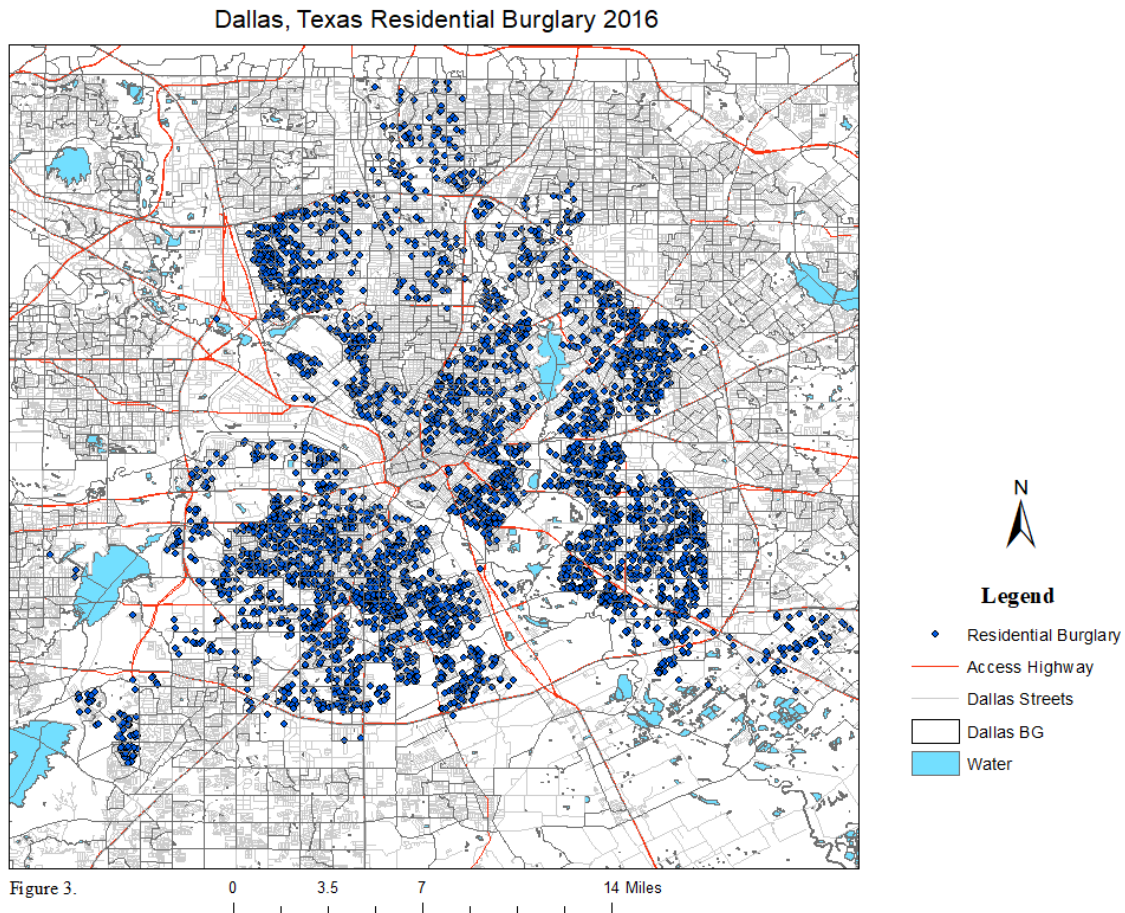 Dallas, Texas Residential Burglary 2016
N
Legend
Residential Burglary
Access Highway
Dallas Streets
Dallas BG
Water
Figure 3.
0 3.5 7 14 Miles